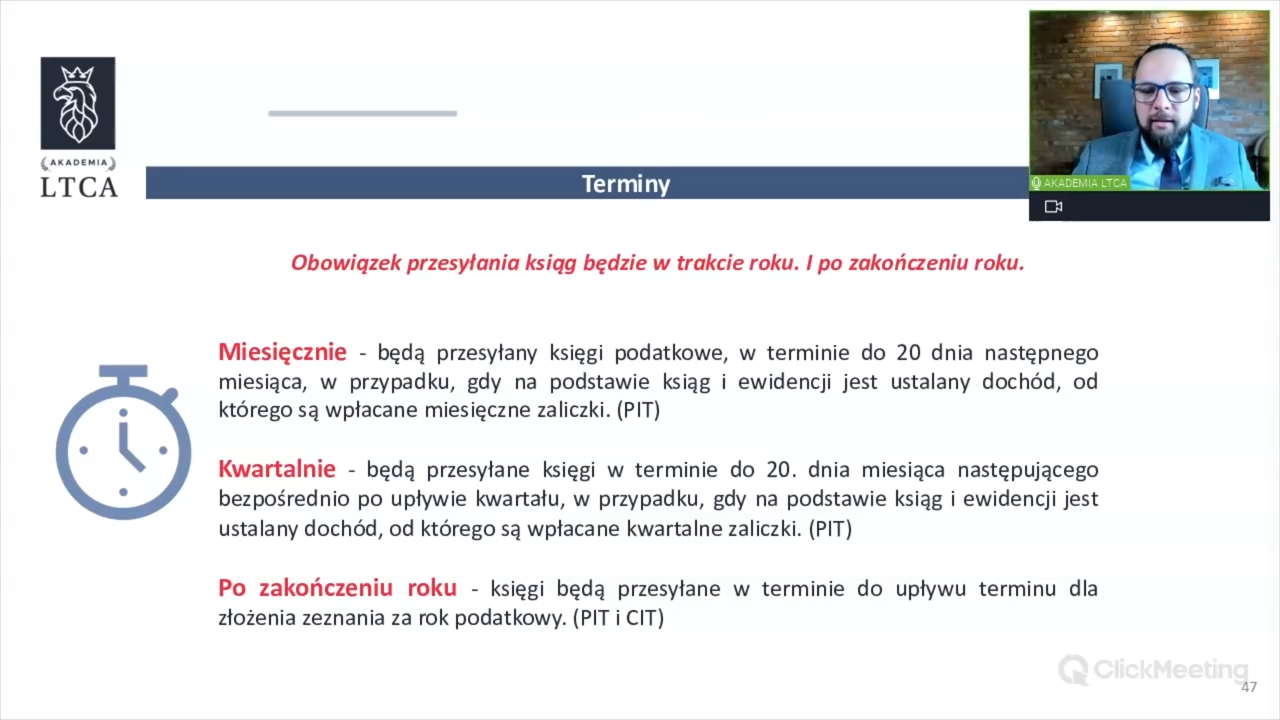 AKADEMIA
LTCA
Terminy
AKADEMIA LTCA
Obowiązek przesyłania ksiąg będzie w trakcie roku. I po zakończeniu roku.
Miesięcznie - będą przesyłany księgi podatkowe, w terminie do 20 dnia następnego
miesiąca, w przypadku, gdy na podstawie ksiąg i ewidencji jest ustalany dochód, od
którego są wpłacane miesięczne zaliczki. (PIT)
Kwartalnie - będą przesyłane księgi w terminie do 20. dnia miesiąca następującego
bezpośrednio po upływie kwartału, w przypadku, gdy na podstawie ksiąg i ewidencji jest
ustalany dochód, od którego są wpłacane kwartalne zaliczki. (PIT)
Po zakończeniu roku - księgi będą przesyłane w terminie do upływu terminu dla
złożenia zeznania za rok podatkowy. (PIT i CIT)
ClickMeeting
47